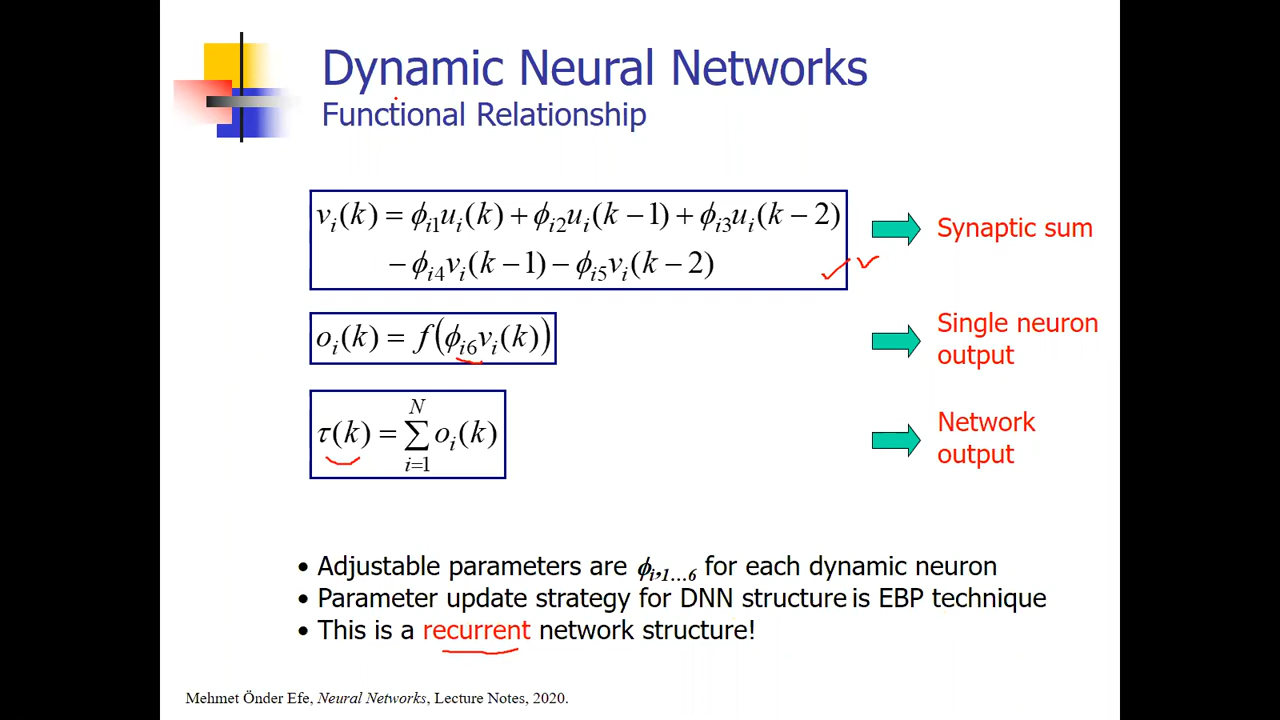 Dynamic Neural Networks
Functional Relationship
v_i(k) = ϕ_i1 u_i(k) + ϕ_i2 u_i(k − 1) + ϕ_i3 u_i(k − 2)
− ϕ_i4 v_i(k − 1) − ϕ_i5 v_i(k − 2)
Synaptic sum
o_i(k) = f(ϕ_i6 v_i(k))
Single neuron
output
τ(k) = ∑_{i=1}^{N} o_i(k)
Network
output
• Adjustable parameters are ϕ_i,1...6 for each dynamic neuron
• Parameter update strategy for DNN structure is EBP technique
• This is a recurrent network structure!
Mehmet Önder Efe, Neural Networks, Lecture Notes, 2020.